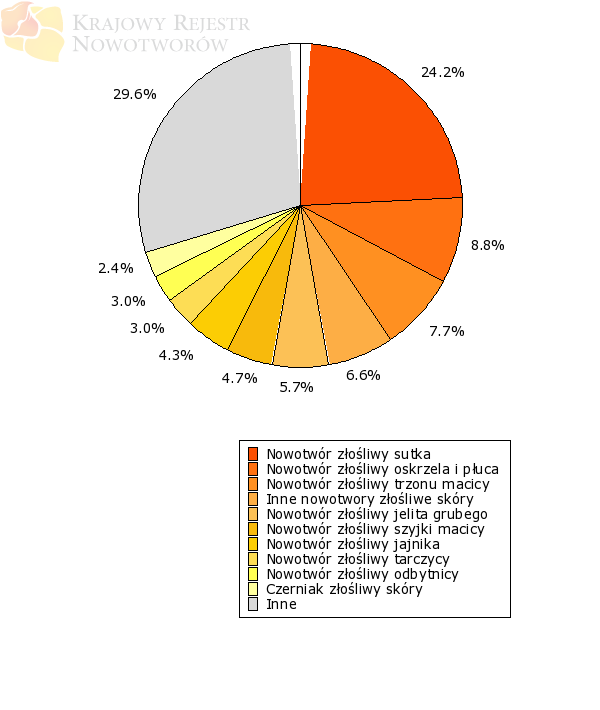 Krajowy Rejestr
Nowotworów
24.2%
29.6%
8.8%
2.4%
3.0%
3.0%
7.7%
4.3%
4.7%
5.7%
6.6%
Nowotwór złośliwy sutka
Nowotwór złośliwy oskrzela i płuca
Nowotwór złośliwy trzonu macicy
Inne nowotwory złośliwe skóry
Nowotwór złośliwy jelita grubego
Nowotwór złośliwy szyjki macicy
Nowotwór złośliwy jajnika
Nowotwór złośliwy tarczycy
Nowotwór złośliwy odbytnicy
Czerniak złośliwy skóry
Inne